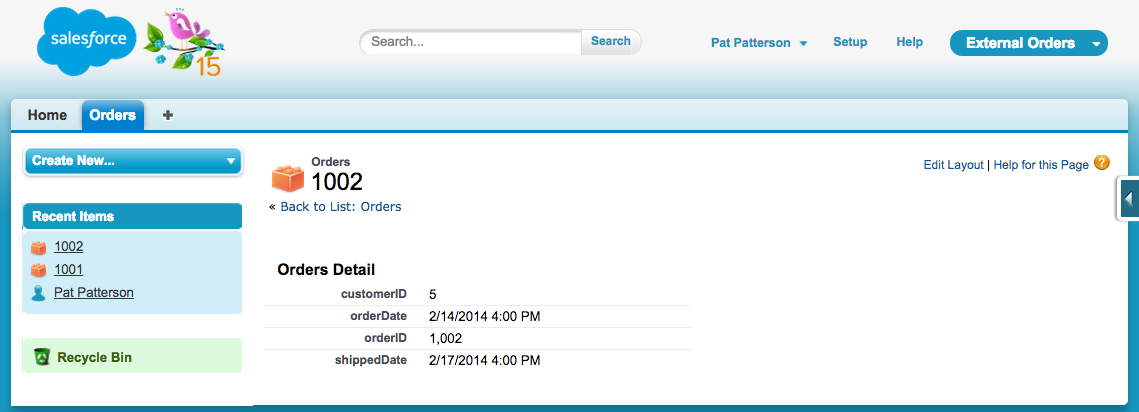 salesforce
15
Search...
Search
Pat Patterson
Setup
Help
External Orders
Home
Orders
+
Create New...
Recent Items
1002
1001
Pat Patterson
Recycle Bin
Orders
1002
« Back to List: Orders
Edit Layout | Help for this Page ?
Orders Detail
customerID 5
orderDate 2/14/2014 4:00 PM
orderID 1,002
shippedDate 2/17/2014 4:00 PM